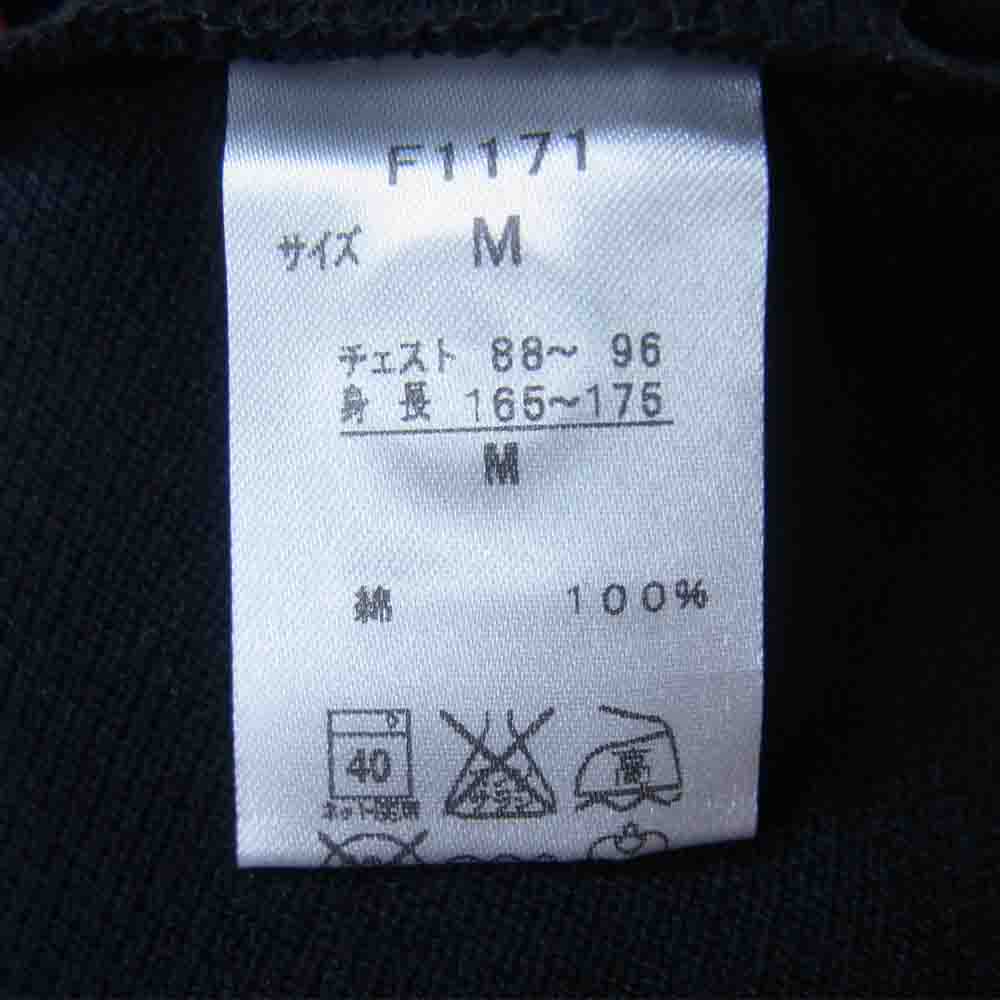 F1171
サイズ M
チェスト 88〜 96
身 長 165〜175
M
綿 100%
40 高
ネット使用